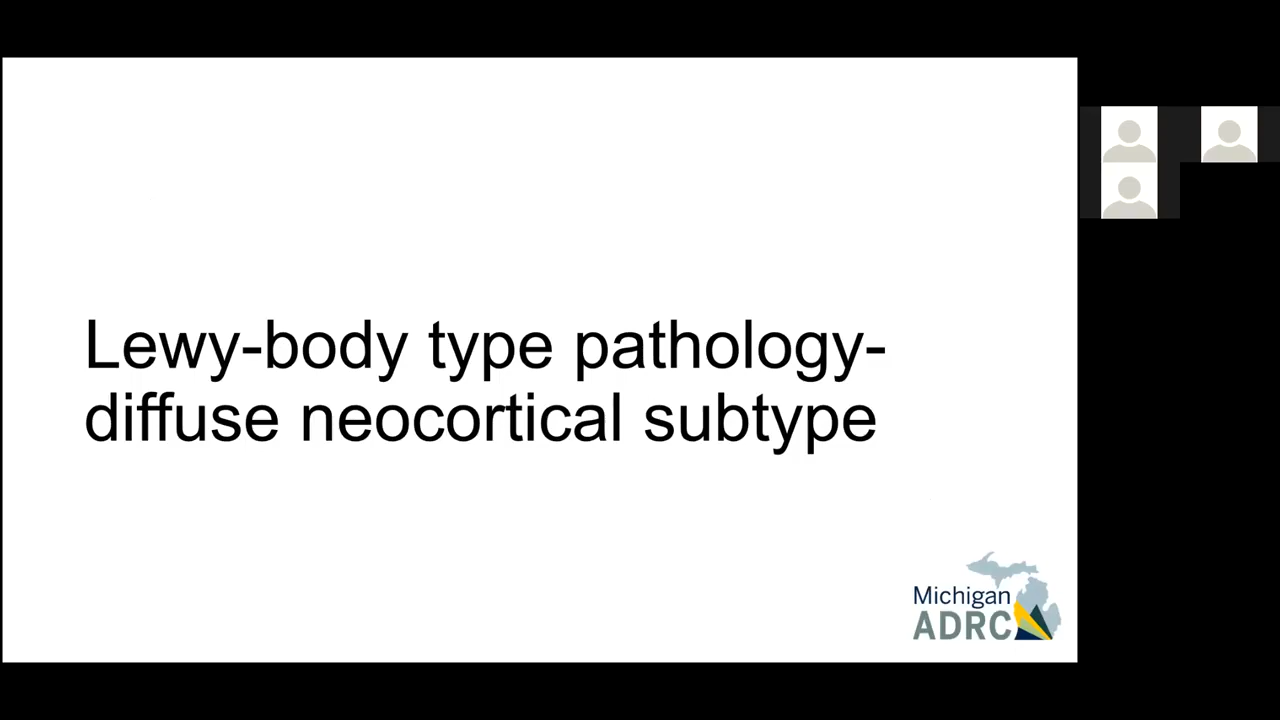 Lewy-body type pathology-
diffuse neocortical subtype
Michigan
ADRC